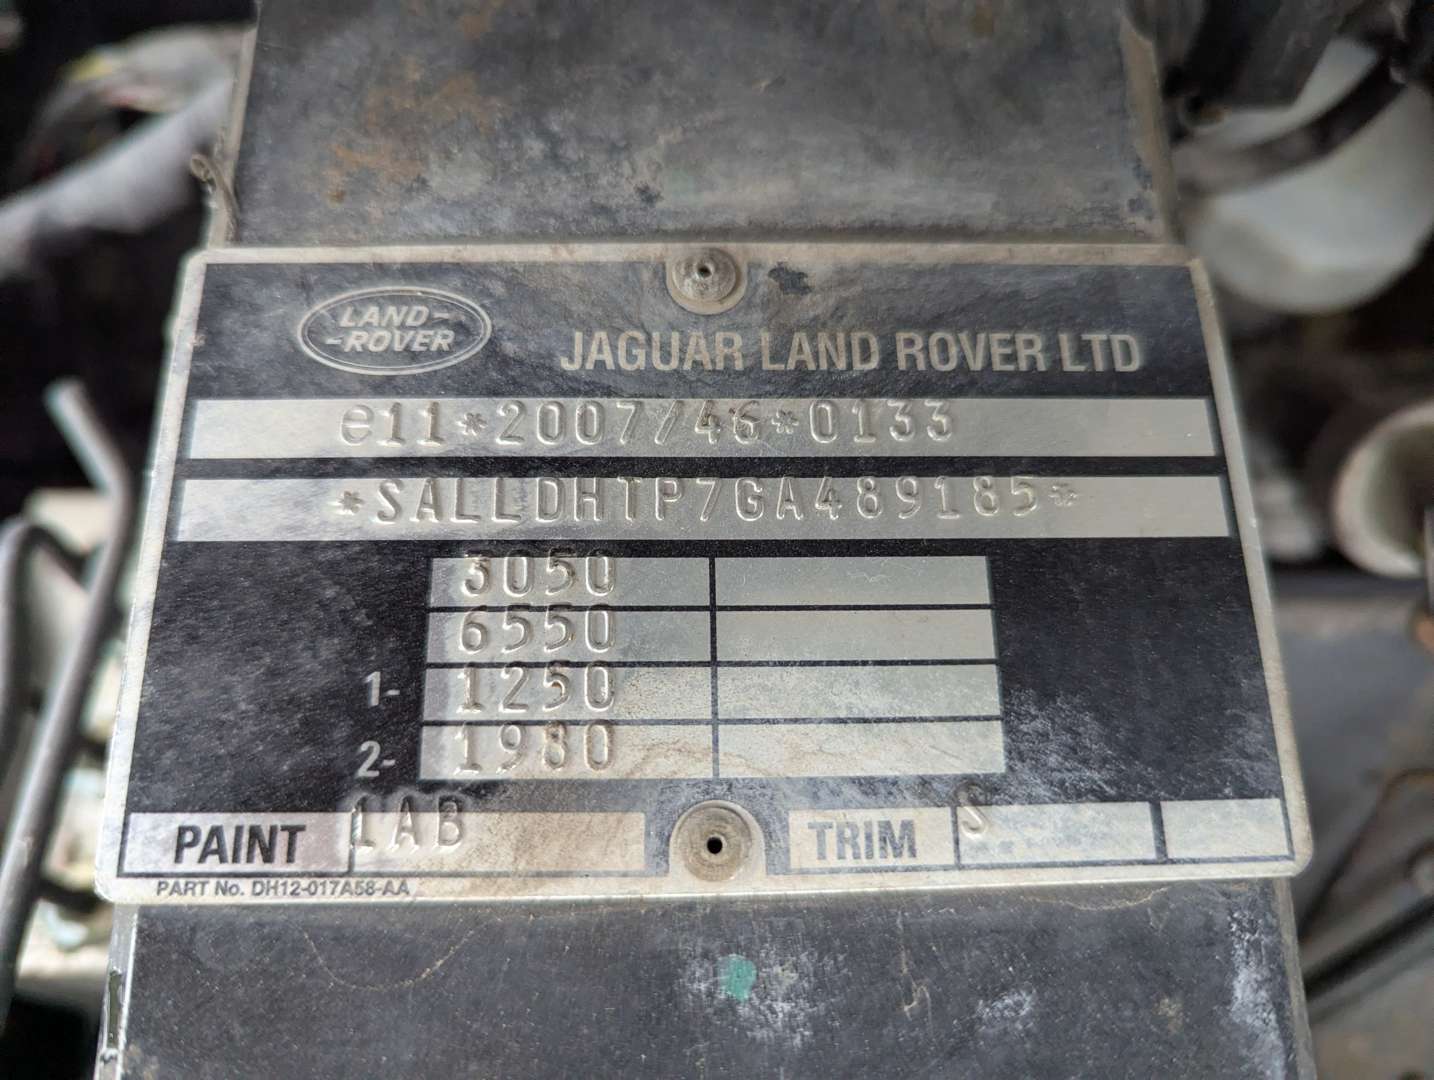 LAND-
-ROVER
JAGUAR LAND ROVER LTD
e11*2007/46*0133
*SALLDHTP7GA489185*
3050
6550
1- 1250
2- 1980
PAINT 1AB TRIM S
PART No. DH12-017A58-AA